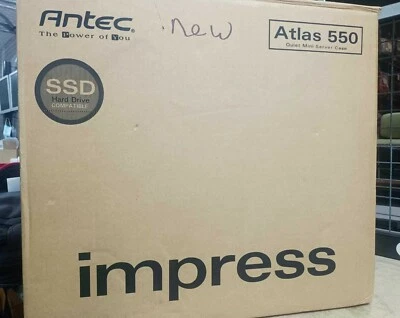 Antec
The Power of You
new
Atlas 550
Quiet Mini Server Case
SSD
Hard Drive
COMPATIBLE
impress